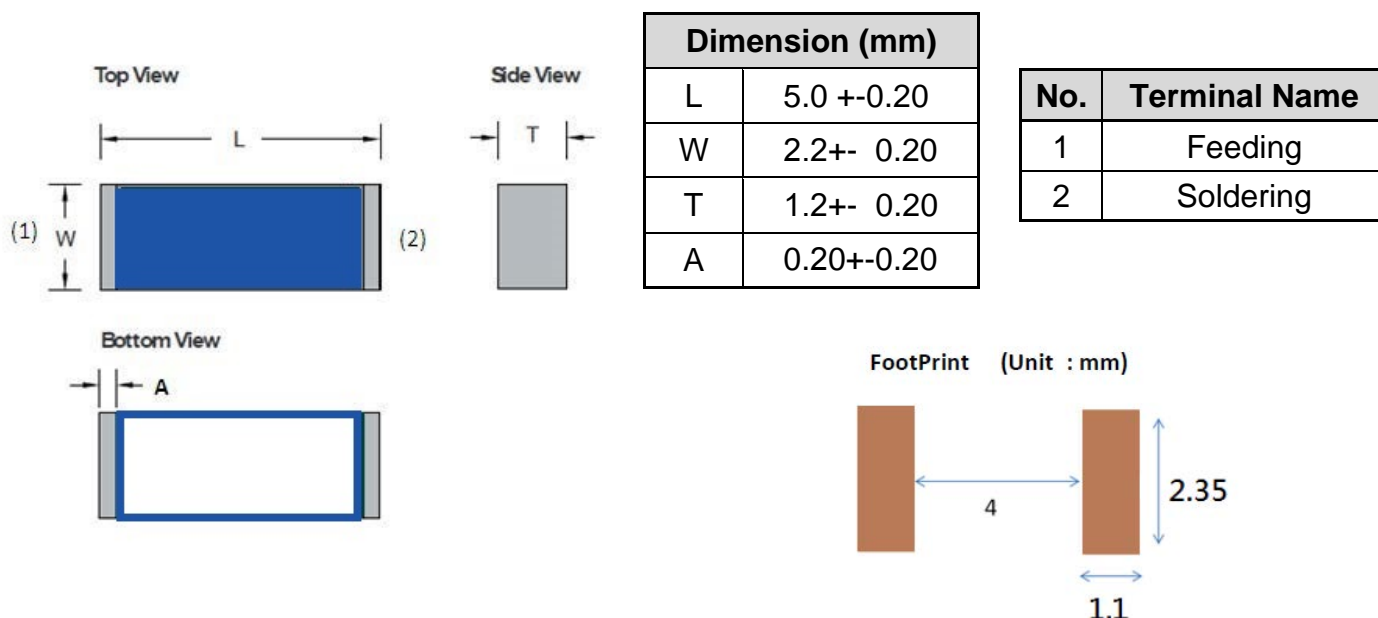 Top View
Side View
L
T
(1)
W
(2)
Bottom View
A
Dimension (mm)
L 5.0 +-0.20
W 2.2+- 0.20
T 1.2+- 0.20
A 0.20+-0.20
No. Terminal Name
1 Feeding
2 Soldering
FootPrint (Unit : mm)
4
2.35
1.1